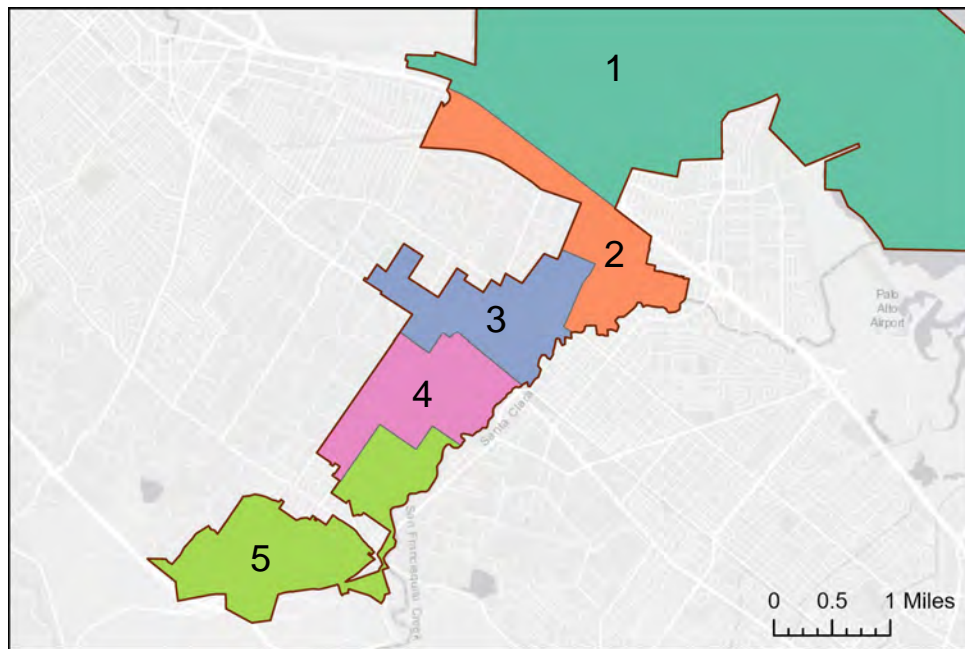 1
2
Palo
Alto
Airport
3
4
Santa Clara
San Francisquito Creek
5
0 0.5 1 Miles